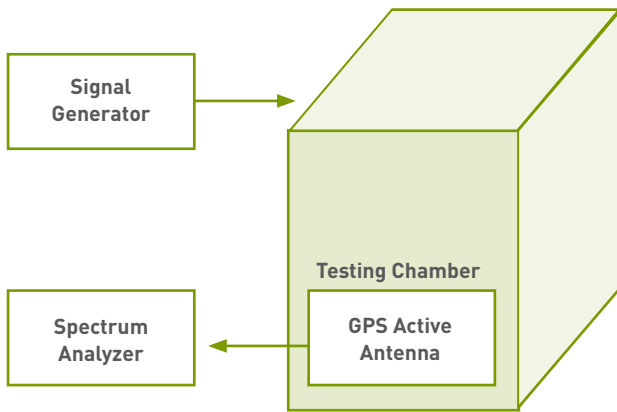 Signal
Generator
Testing Chamber
Spectrum
Analyzer
GPS Active
Antenna